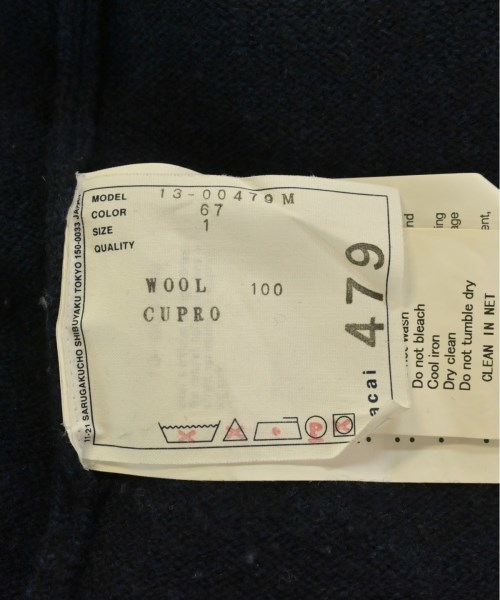 MODEL 13-00479M
COLOR 67
SIZE 1
QUALITY
WOOL 100
CUPRO
479
acai
11-21 SARUGAKUCHO SHIBUYAKU TOKYO 150-0033
P
wash
Do not bleach
Cool iron
Dry clean
Do not tumble dry
CLEAN IN NET